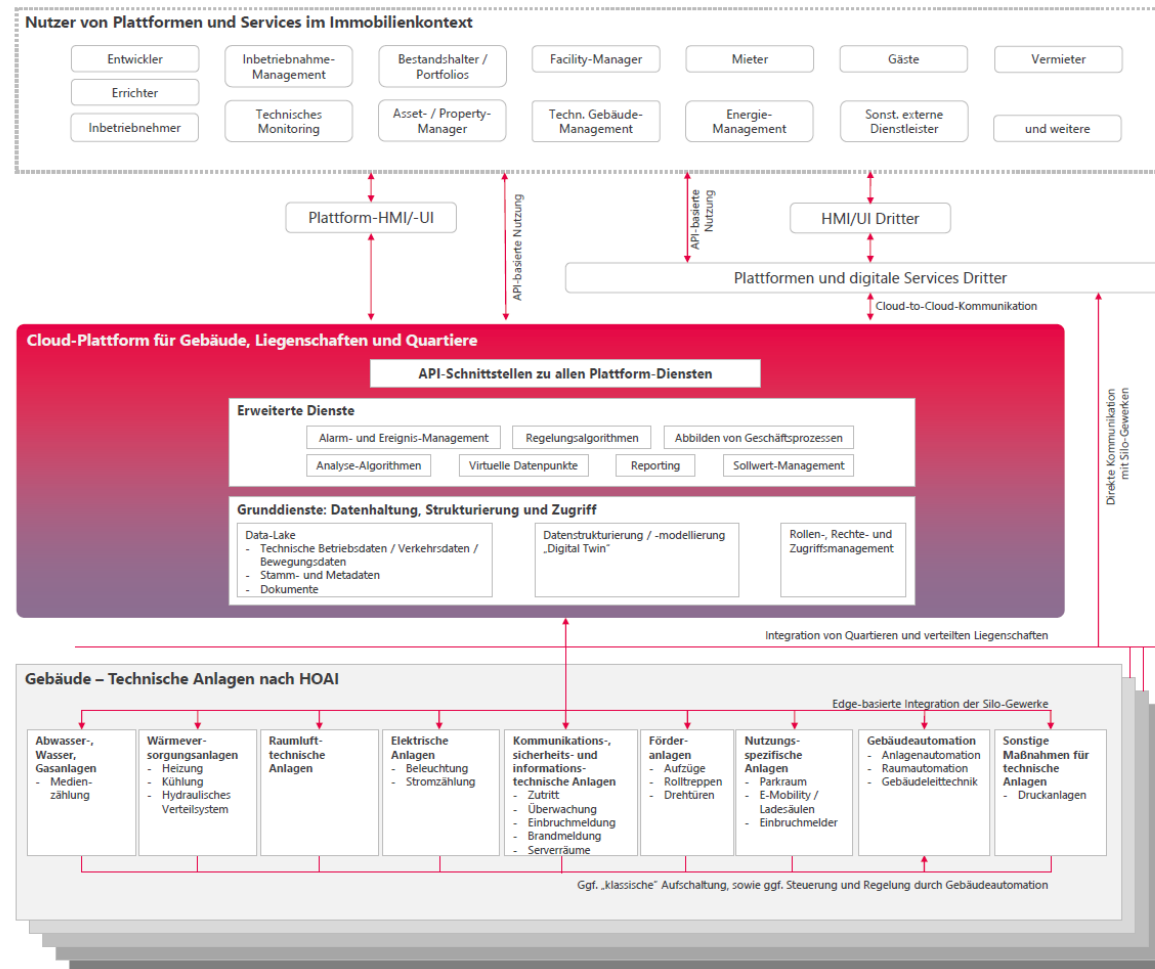 Nutzer von Plattformen und Services im Immobilienkontext
Entwickler
Errichter
Inbetriebnehmer
Inbetriebnahme-
Management
Technisches
Monitoring
Bestandshalter /
Portfolios
Asset- / Property-
Manager
Facility-Manager
Techn. Gebäude-
Management
Mieter
Energie-
Management
Gäste
Sonst. externe
Dienstleister
Vermieter
und weitere
Plattform-HMI/-UI
API-basierte Nutzung
API-basierte
Nutzung
HMI/UI Dritter
Plattformen und digitale Services Dritter
Cloud-to-Cloud-Kommunikation
Cloud-Plattform für Gebäude, Liegenschaften und Quartiere
API-Schnittstellen zu allen Plattform-Diensten
Erweiterte Dienste
Alarm- und Ereignis-Management
Regelungsalgorithmen
Abbilden von Geschäftsprozessen
Analyse-Algorithmen
Virtuelle Datenpunkte
Reporting
Sollwert-Management
Grunddienste: Datenhaltung, Strukturierung und Zugriff
Data-Lake
- Technische Betriebsdaten / Verkehrsdaten /
Bewegungsdaten
- Stamm- und Metadaten
- Dokumente
Datenstrukturierung / -modellierung
„Digital Twin"
Rollen-, Rechte- und
Zugriffsmanagement
Direkte Kommunikation
mit Silo-Gewerken
Integration von Quartieren und verteilten Liegenschaften
Gebäude – Technische Anlagen nach HOAI
Edge-basierte Integration der Silo-Gewerke
Abwasser-,
Wasser,
Gasanlagen
- Medien-
zählung
Wärmever-
sorgungsanlagen
- Heizung
- Kühlung
- Hydraulisches
Verteilsystem
Raumluft-
technische
Anlagen
Elektrische
Anlagen
- Beleuchtung
- Stromzählung
Kommunikations-,
sicherheits- und
informations-
technische Anlagen
- Zutritt
- Überwachung
- Einbruchmeldung
- Brandmeldung
- Serverräume
Förder-
anlagen
- Aufzüge
- Rolltreppen
- Drehtüren
Nutzungs-
spezifische
Anlagen
- Parkraum
- E-Mobility /
Ladesäulen
- Einbruchmelder
Gebäudeautomation
- Anlagenautomation
- Raumautomation
- Gebäudeleittechnik
Sonstige
Maßnahmen für
technische
Anlagen
- Druckanlagen
Ggf. „klassische" Aufschaltung, sowie ggf. Steuerung und Regelung durch Gebäudeautomation